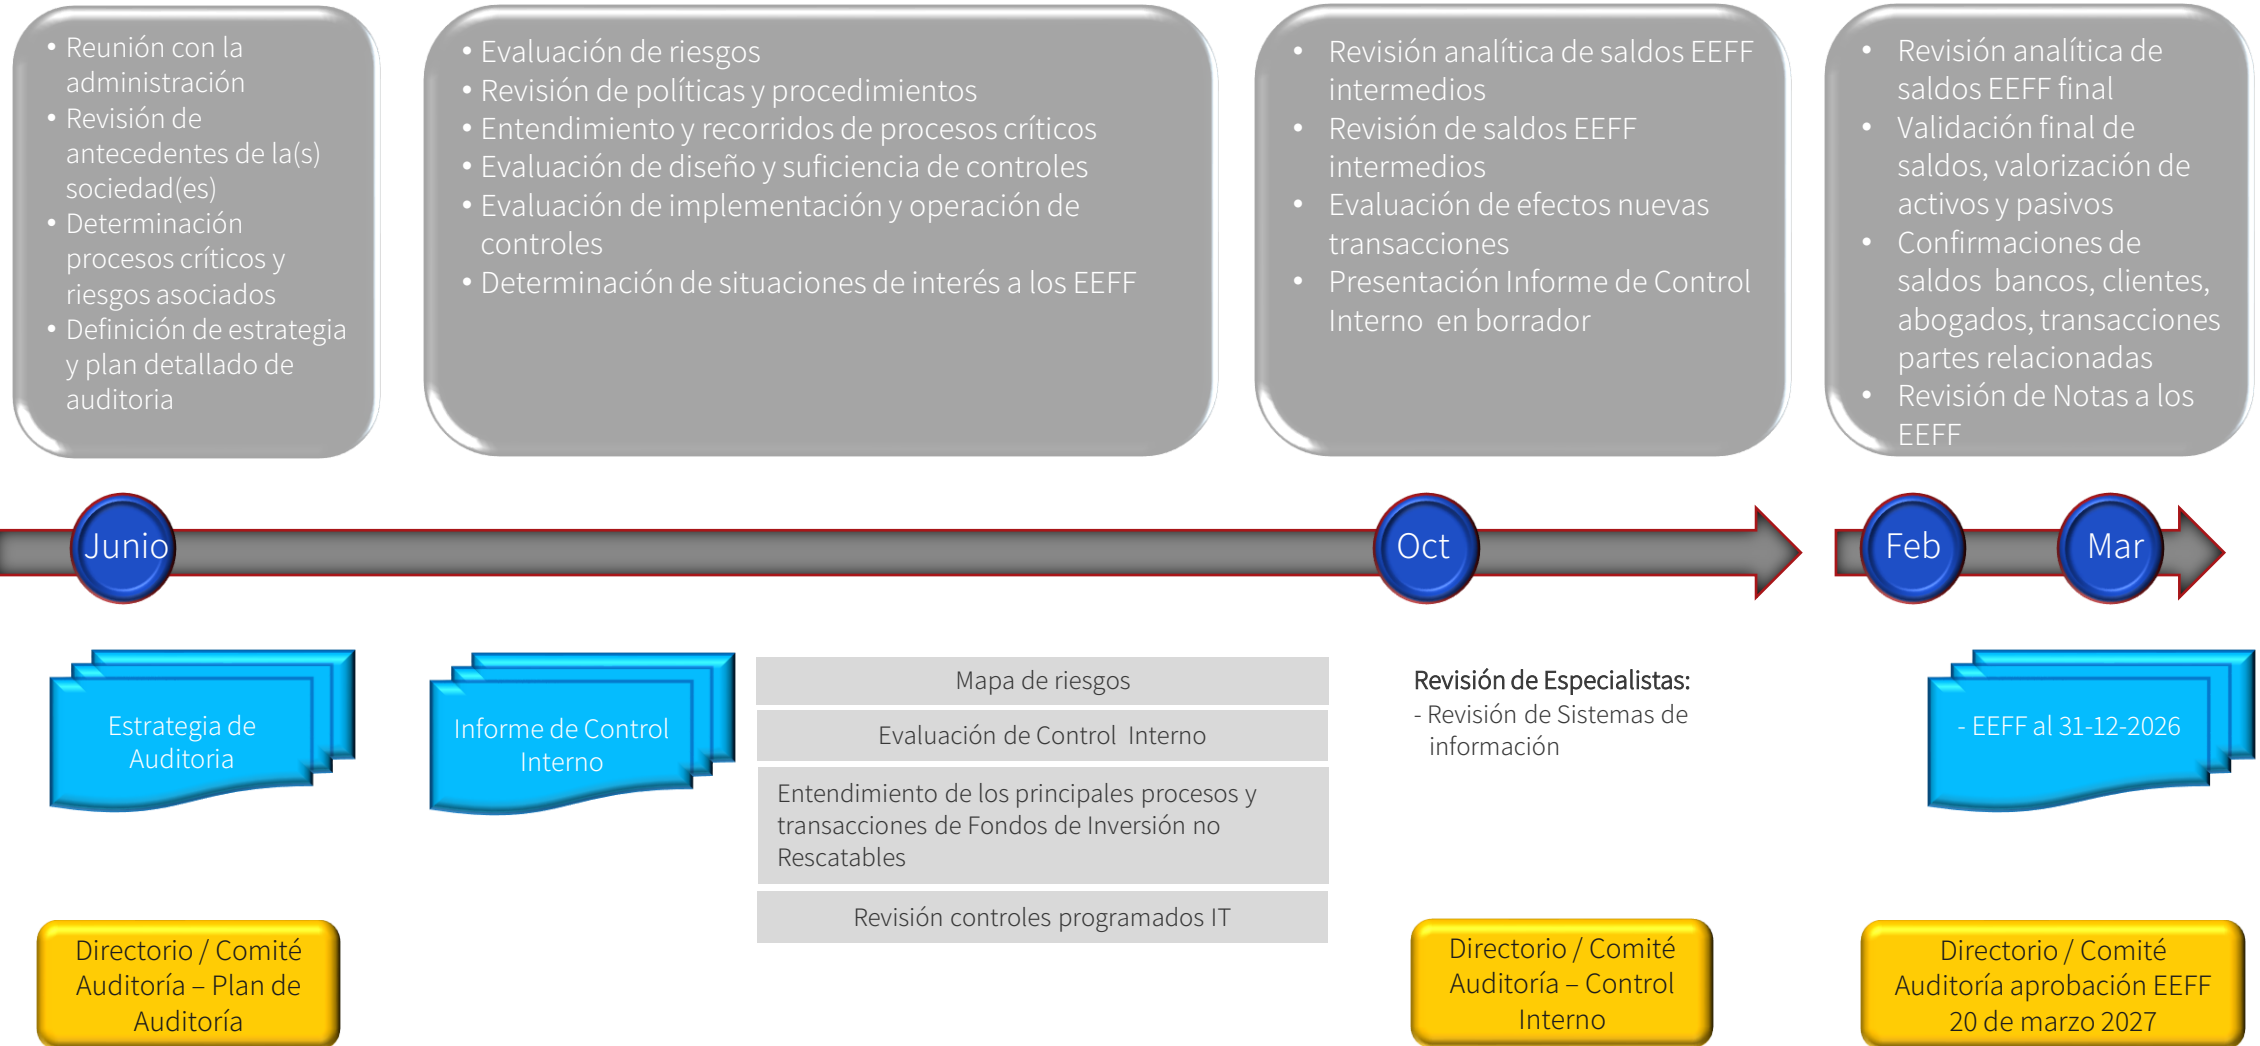 • Reunión con la
administración
• Revisión de
antecedentes de la(s)
sociedad(es)
• Determinación
procesos críticos y
riesgos asociados
• Definición de estrategia
y plan detallado de
auditoria
• Evaluación de riesgos
• Revisión de políticas y procedimientos
• Entendimiento y recorridos de procesos críticos
• Evaluación de diseño y suficiencia de controles
• Evaluación de implementación y operación de
controles
• Determinación de situaciones de interés a los EEFF
• Revisión analítica de saldos EEFF
intermedios
• Revisión de saldos EEFF
intermedios
• Evaluación de efectos nuevas
transacciones
• Presentación Informe de Control
Interno en borrador
• Revisión analítica de
saldos EEFF final
• Validación final de
saldos, valorización de
activos y pasivos
• Confirmaciones de
saldos bancos, clientes,
abogados, transacciones
partes relacionadas
• Revisión de Notas a los
EEFF
Junio
Oct
Feb
Mar
Estrategia de
Auditoria
Informe de Control
Interno
Mapa de riesgos
Evaluación de Control Interno
Entendimiento de los principales procesos y
transacciones de Fondos de Inversión no
Rescatables
Revisión controles programados IT
Revisión de Especialistas:
- Revisión de Sistemas de
información
- EEFF al 31-12-2026
Directorio / Comité
Auditoría – Plan de
Auditoría
Directorio / Comité
Auditoría – Control
Interno
Directorio / Comité
Auditoría aprobación EEFF
20 de marzo 2027